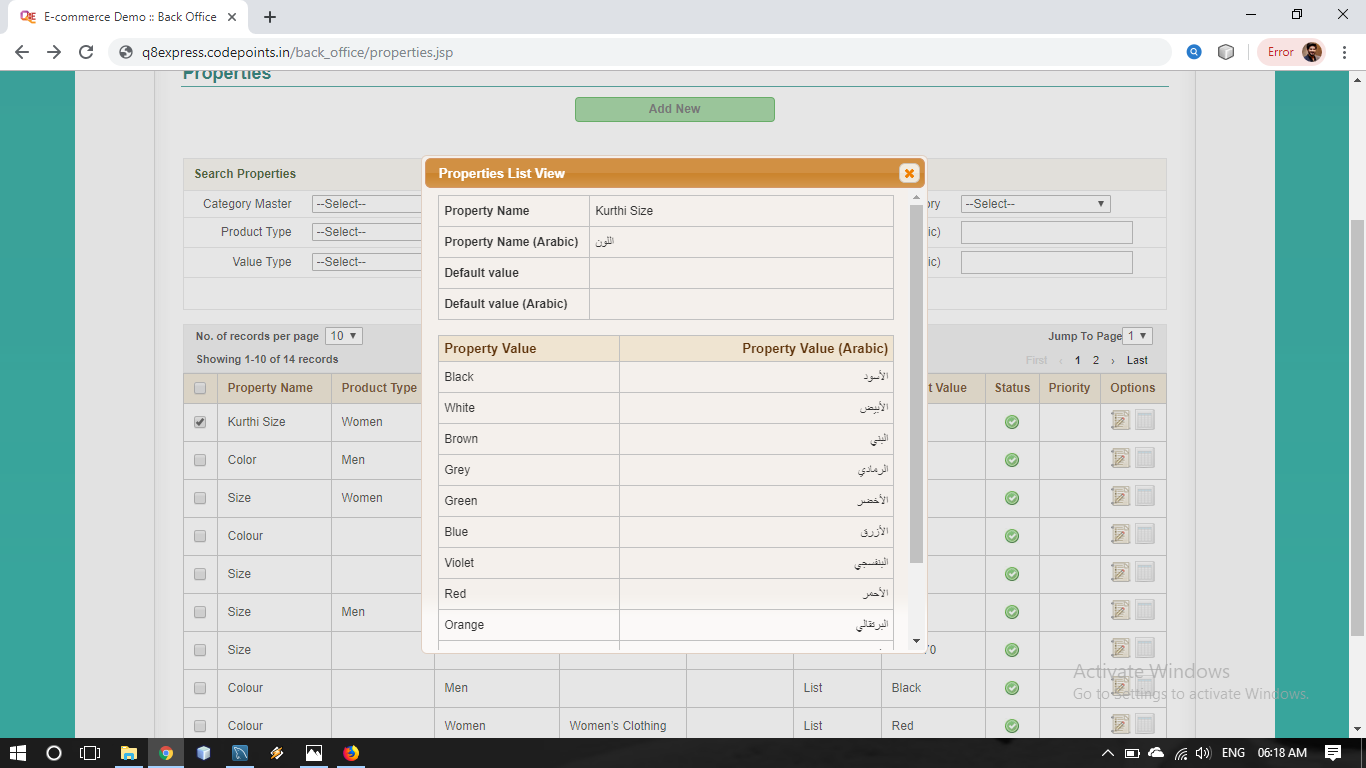 E-commerce Demo :: Back Office
q8express.codepoints.in/back_office/properties.jsp
Error
Properties
Add New
Search Properties
Category Master --Select-- --Select--
Product Type --Select--
Value Type --Select--
Properties List View
Property Name Kurthi Size
Property Name (Arabic) اللون
Default value
Default value (Arabic)
Property Value Property Value (Arabic)
Black الأسود
White الأبيض
Brown البني
Grey الرمادي
Green الأخضر
Blue الأزرق
Violet البنفسجي
Red الأحمر
Orange البرتقالي
No. of records per page 10 Jump To Page 1
Showing 1-10 of 14 records First ‹ 1 2 › Last
Property Name Product Type t Value Status Priority Options
Kurthi Size Women
Color Men
Size Women
Colour
Size
Size Men
Size
Colour Men List Black
Colour Women Women's Clothing List Red
Activate Windows
Go to Settings to activate Windows.
ENG 06:18 AM